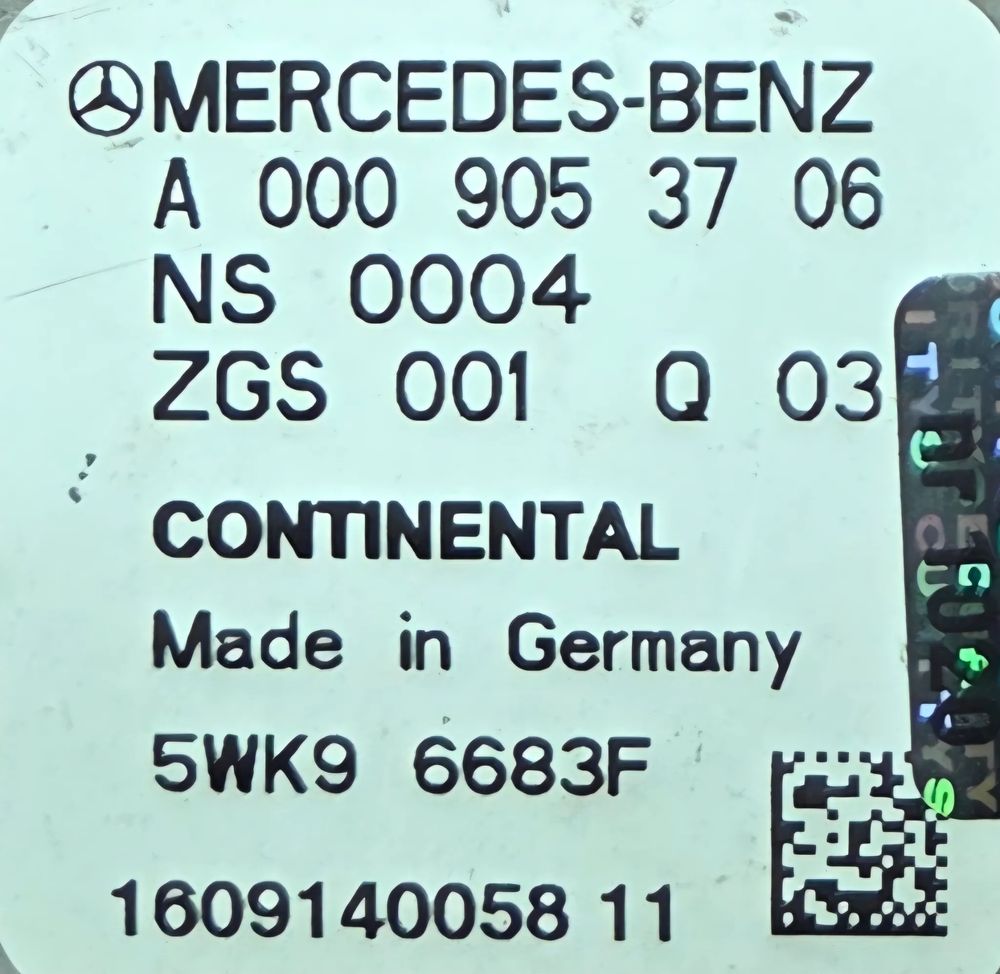 MERCEDES-BENZ
A 000 905 37 06
NS 0004
ZGS 001 Q 03
CONTINENTAL
Made in Germany
5WK9 6683F
1609140058 11